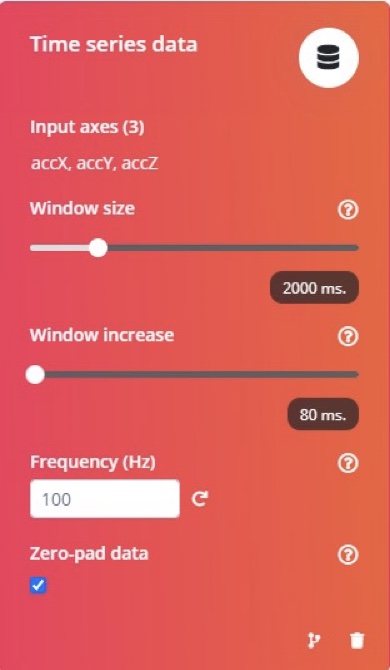 Time series data
Input axes (3)
accX, accY, accZ
Window size
2000 ms.
Window increase
80 ms.
Frequency (Hz)
100
Zero-pad data